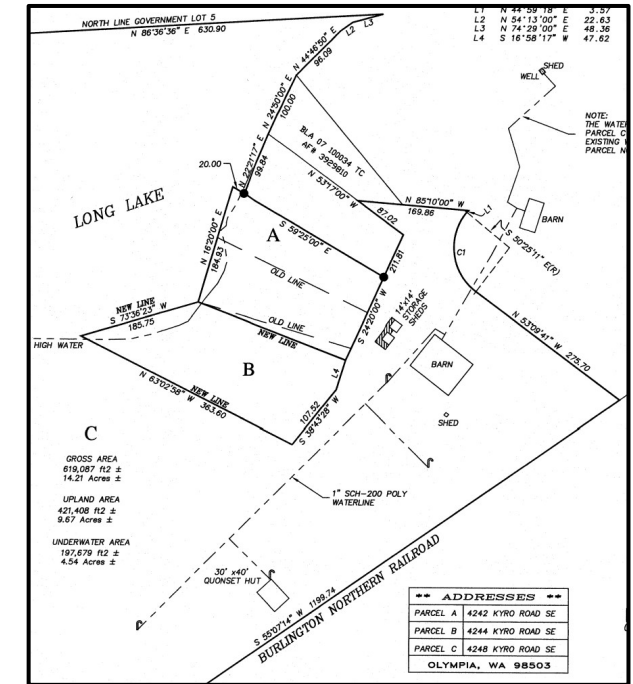 NORTH LINE GOVERNMENT LOT 5
N 86°36'36" E 630.90
L1 N 44°59'18" E 3.57
L2 N 54°13'00" E 22.63
L3 N 74°29'00" E 48.36
L4 S 16°58'17" W 47.62
N 44°46'50" E
96.09
L2
L3
N 24°50'00" E
100.00
SHED
WELL
NOTE:
THE WATE
PARCEL C
EXISTING
PARCEL N
BLA 07 100034 TC
AF# 3929810
N 22°21'17" E
99.84
20.00
N 53°17'00" W
87.02
N 85°10'00" W
169.86
L1
BARN
LONG LAKE
A
S 59°25'00" E
S 50°25'11" E(R)
C1
N 16°20'00" E
184.93
OLD LINE
211.81
S 24°20'00" W
14'x14'
STORAGE
SHEDS
NEW LINE
S 73°36'23" W
185.75
OLD LINE
NEW LINE
N 53°09'41" W 275.70
HIGH WATER
B
L4
BARN
NEW LINE
N 63°02'58" W 363.60
107.52
S 38°43'28" W
SHED
C
GROSS AREA
619,087 ft2 ±
14.21 Acres ±
UPLAND AREA
421,408 ft2 ±
9.67 Acres ±
UNDERWATER AREA
197,679 ft2 ±
4.54 Acres ±
1" SCH-200 POLY
WATERLINE
30' x40'
QUONSET HUT
S 55°07'14" W 1199.74
BURLINGTON NORTHERN RAILROAD
** ADDRESSES **
PARCEL A 4242 KYRO ROAD SE
PARCEL B 4244 KYRO ROAD SE
PARCEL C 4248 KYRO ROAD SE
OLYMPIA, WA 98503